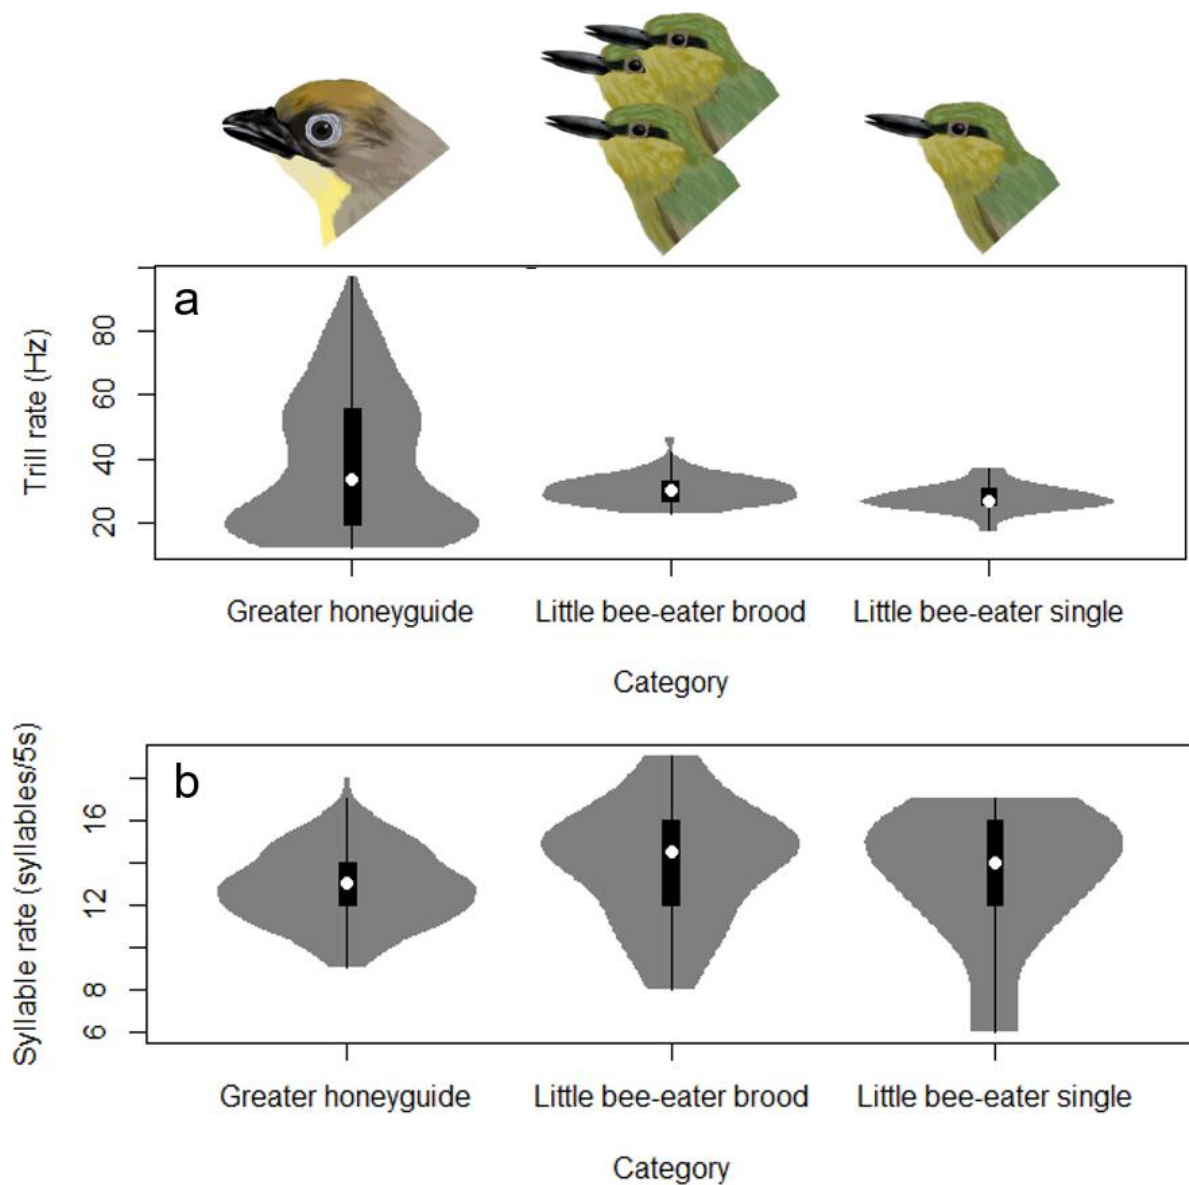 a
Trill rate (Hz)
80
60
40
20
Greater honeyguide Little bee-eater brood Little bee-eater single
Category
b
Syllable rate (syllables/5s)
16
12
8
6
Greater honeyguide Little bee-eater brood Little bee-eater single
Category